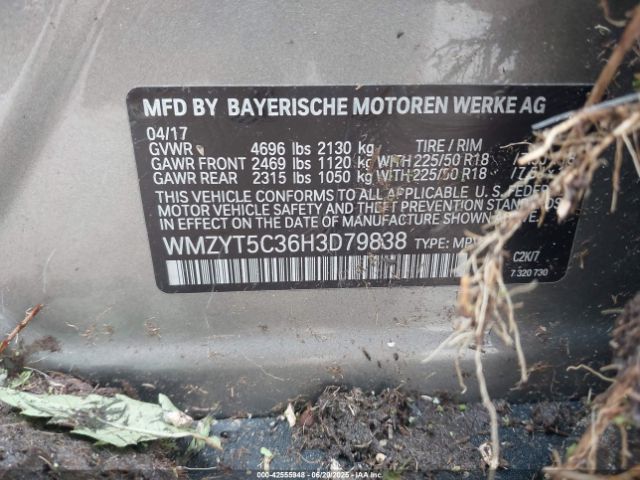 MFD BY BAYERISCHE MOTOREN WERKE AG
04/17
GVWR 4696 lbs 2130 kg TIRE / RIM
GAWR FRONT 2469 lbs 1120 kg WITH 225/50 R18
GAWR REAR 2315 lbs 1050 kg WITH 225/50 R18
THIS VEHICLE CONFORMS TO ALL APPLICABLE U.S. FEDERAL
MOTOR VEHICLE SAFETY AND THEFT PREVENTION STANDARDS
IN EFFECT ON THE DATE OF MANUFACTURE SHOWN ABOVE.
WMZYT5C36H3D79838 TYPE: MPV
C2K/7
7 320 730
000-42555948 06/20/2025 IAA Inc.